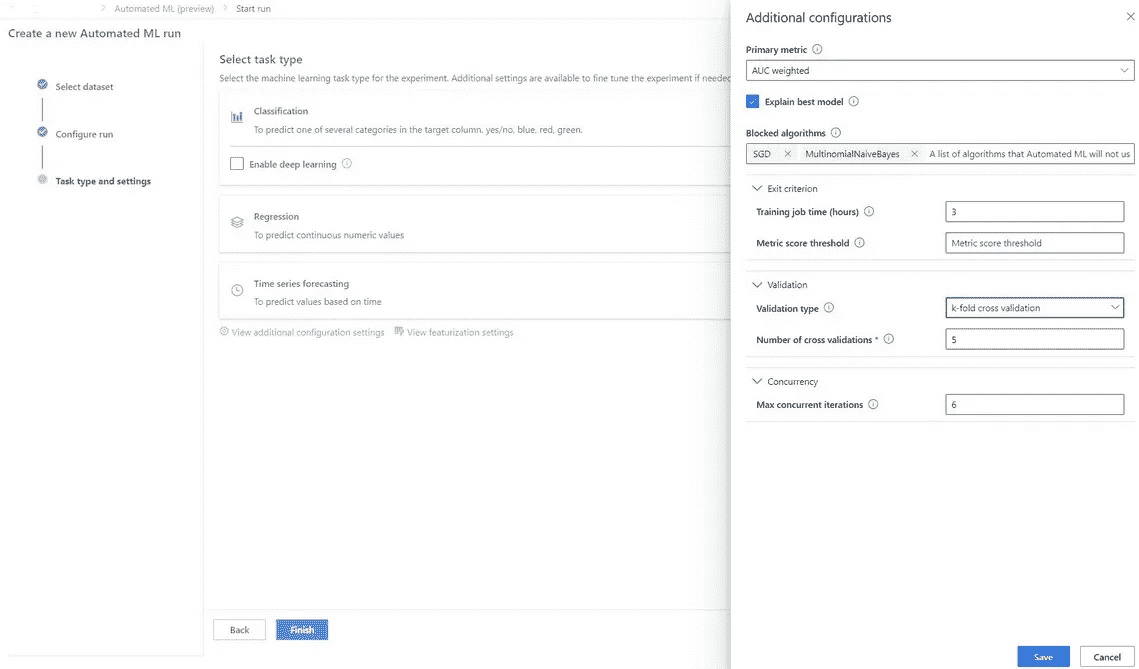 Automated ML (preview) > Start run
Create a new Automated ML run
Select dataset
Configure run
Task type and settings
Select task type
Select the machine learning task type for the experiment. Additional settings are available to fine tune the experiment if needed
Classification
To predict one of several categories in the target column. yes/no, blue, red, green.
Enable deep learning
Regression
To predict continuous numeric values
Time series forecasting
To predict values based on time
View additional configuration settings View featurization settings
Back Finish
Additional configurations
Primary metric
AUC weighted
Explain best model
Blocked algorithms
SGD MultinomialNaiveBayes A list of algorithms that Automated ML will not us
Exit criterion
Training job time (hours) 3
Metric score threshold Metric score threshold
Validation
Validation type k-fold cross validation
Number of cross validations * 5
Concurrency
Max concurrent iterations 6
Save Cancel